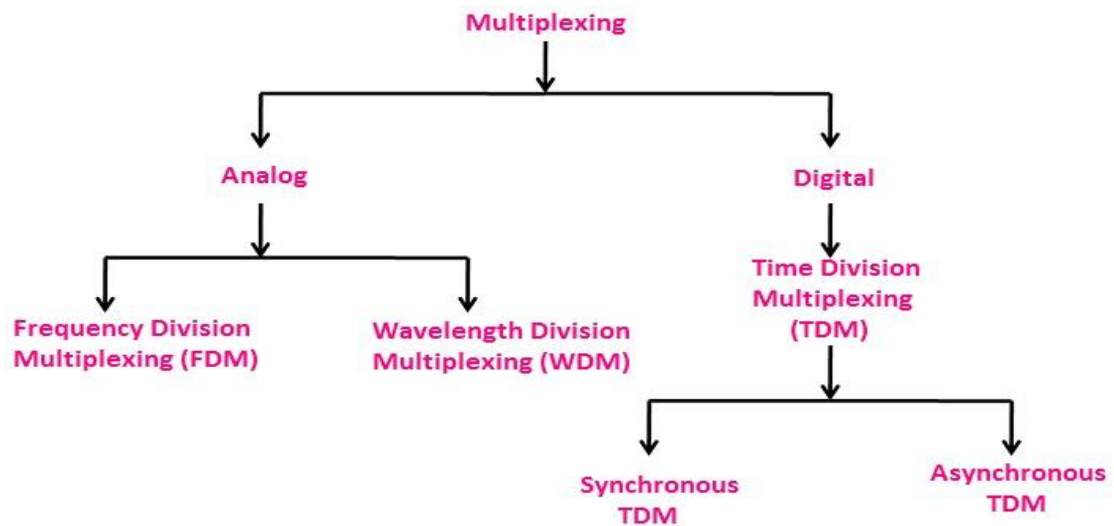 Multiplexing
Analog
Digital
Frequency Division
Multiplexing (FDM)
Wavelength Division
Multiplexing (WDM)
Time Division
Multiplexing
(TDM)
Synchronous
TDM
Asynchronous
TDM